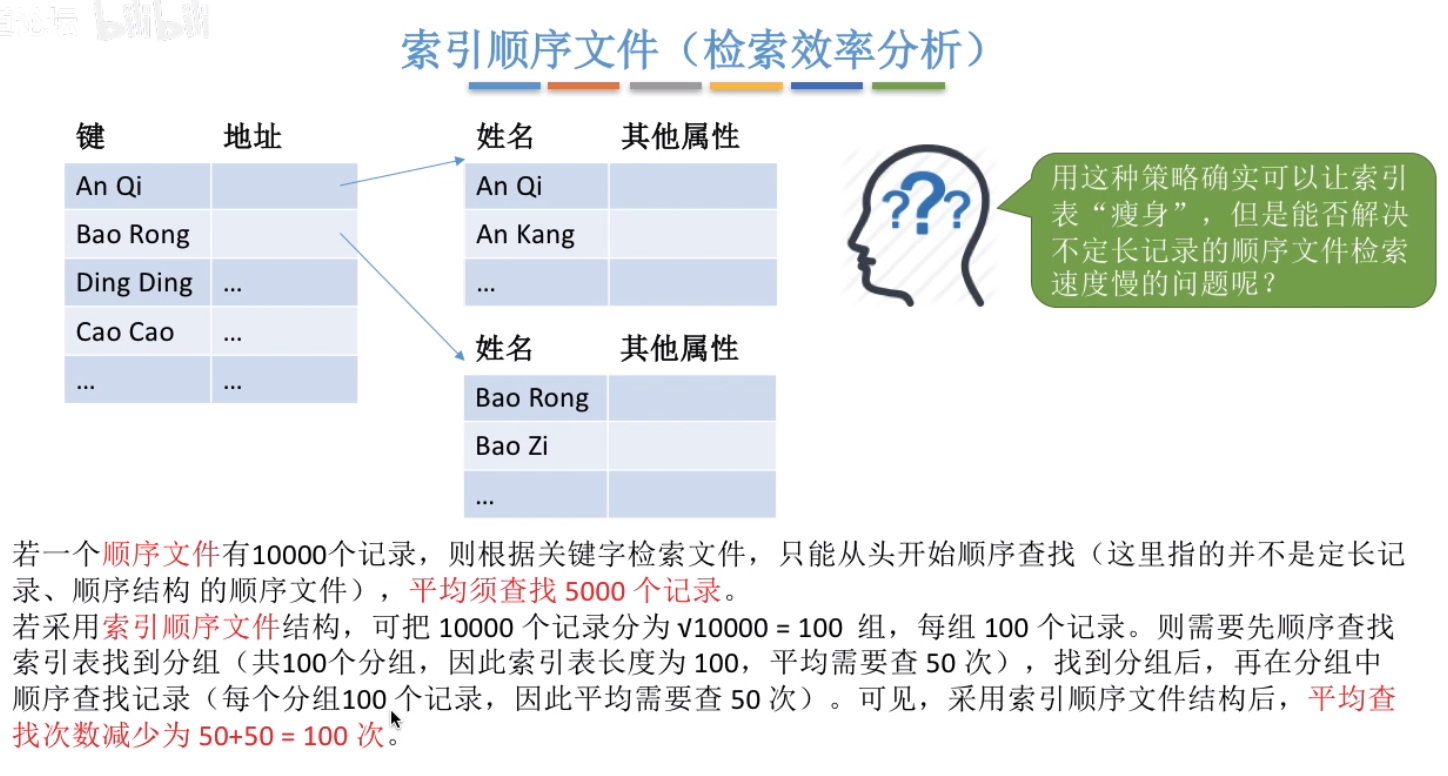 道论坛 bilibili
索引顺序文件（检索效率分析）
键 地址
An Qi
Bao Rong
Ding Ding ...
Cao Cao ...
... ...
姓名 其他属性
An Qi
An Kang
...
姓名 其他属性
Bao Rong
Bao Zi
...
???
用这种策略确实可以让索引
表“瘦身”，但是能否解决
不定长记录的顺序文件检索
速度慢的问题呢？
若一个顺序文件有10000个记录，则根据关键字检索文件，只能从头开始顺序查找（这里指的并不是定长记
录、顺序结构 的顺序文件），平均须查找 5000 个记录。
若采用索引顺序文件结构，可把 10000 个记录分为 √10000 = 100 组，每组 100 个记录。则需要先顺序查找
索引表找到分组（共100个分组，因此索引表长度为 100，平均需要查 50 次），找到分组后，再在分组中
顺序查找记录（每个分组100 个记录，因此平均需要查 50 次）。可见，采用索引顺序文件结构后，平均查
找次数减少为 50+50 = 100 次。